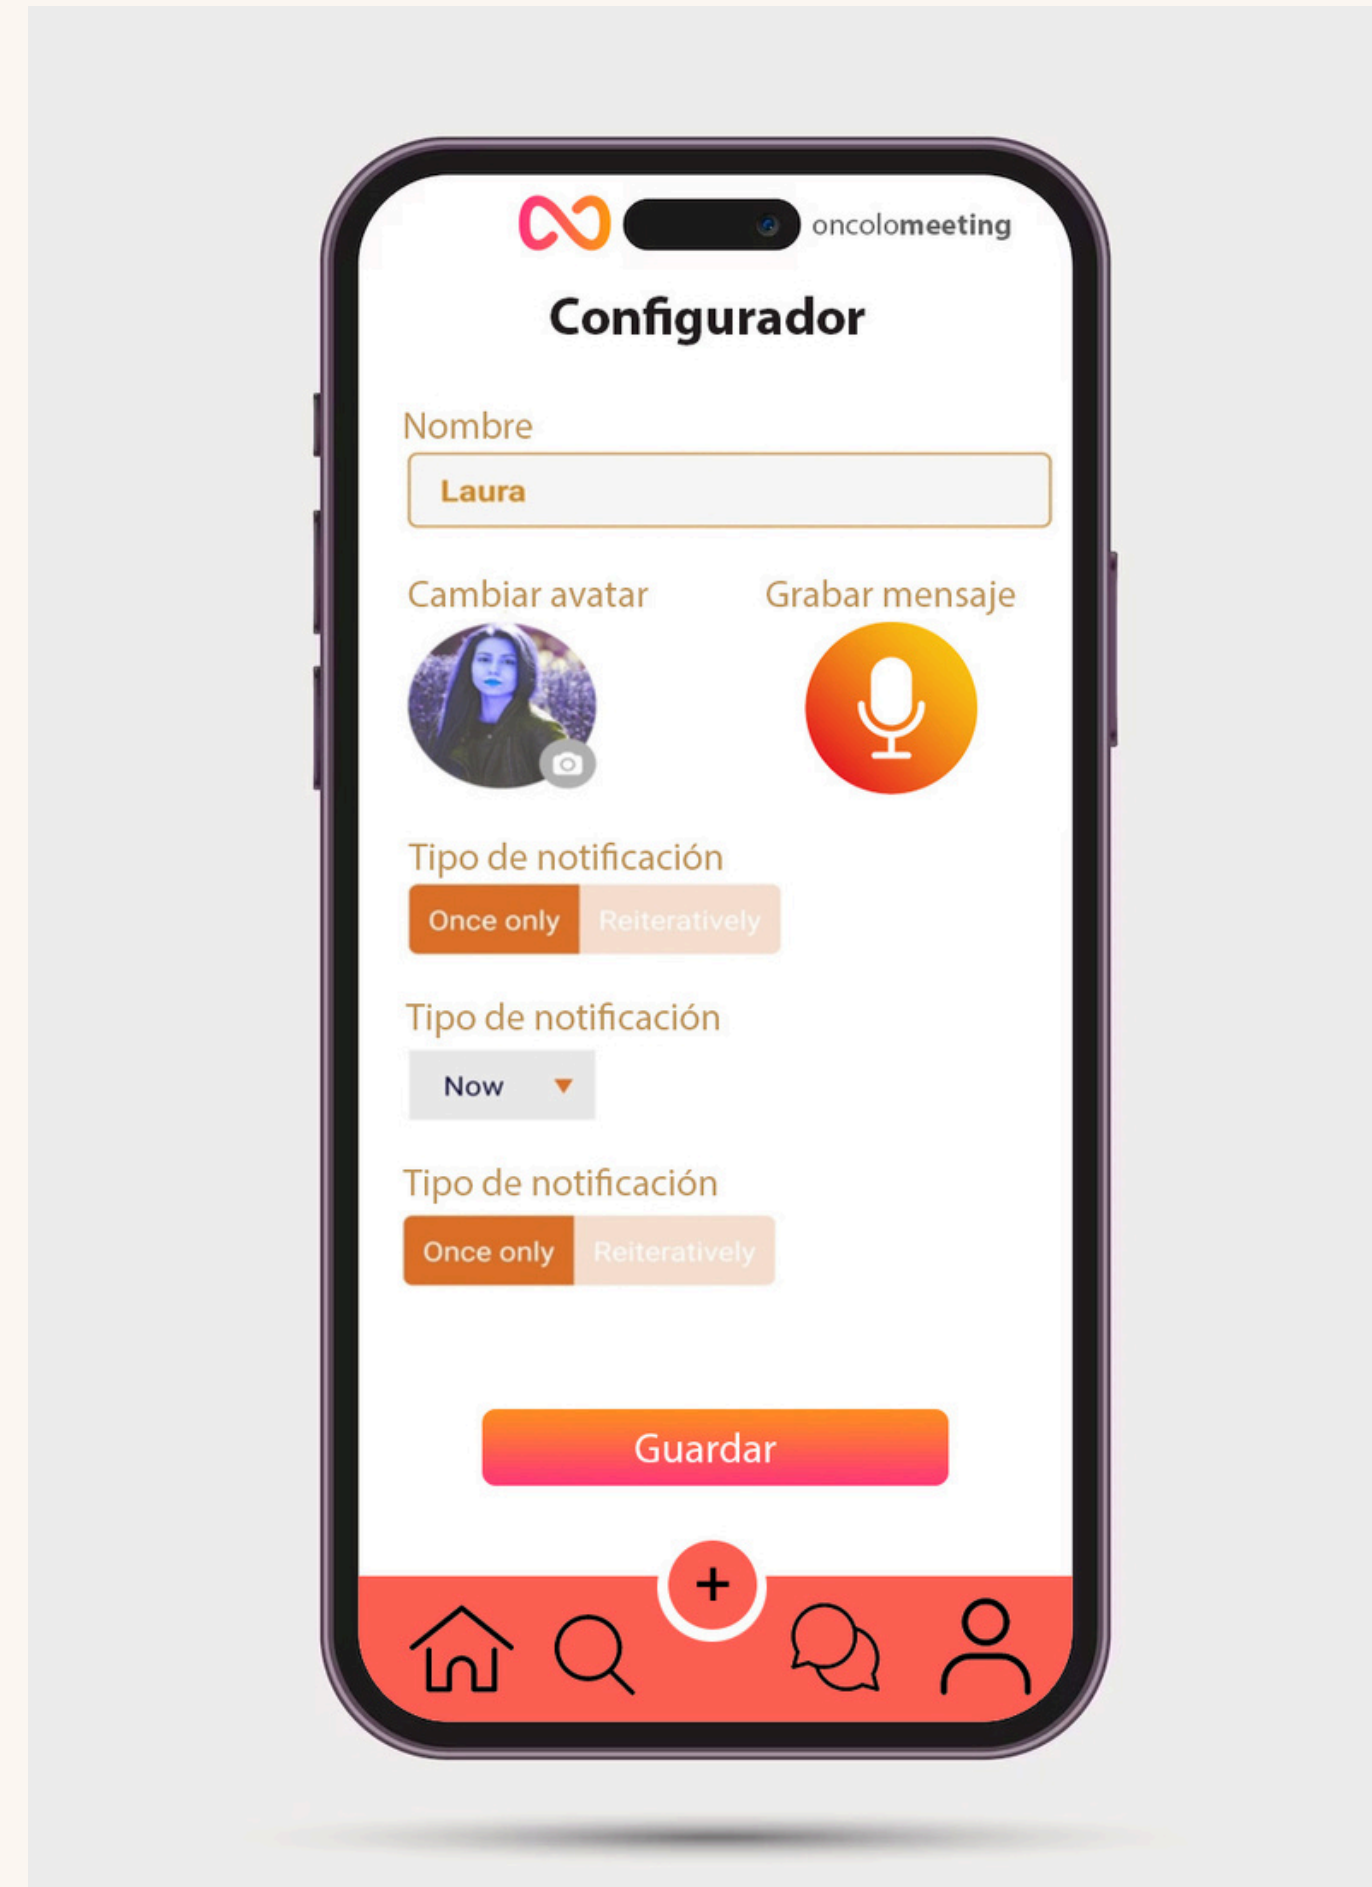 oncolomeeting
Configurador
Nombre
Laura
Cambiar avatar
Grabar mensaje
Tipo de notificación
Once only Reiteratively
Tipo de notificación
Now
Tipo de notificación
Once only Reiteratively
Guardar
+